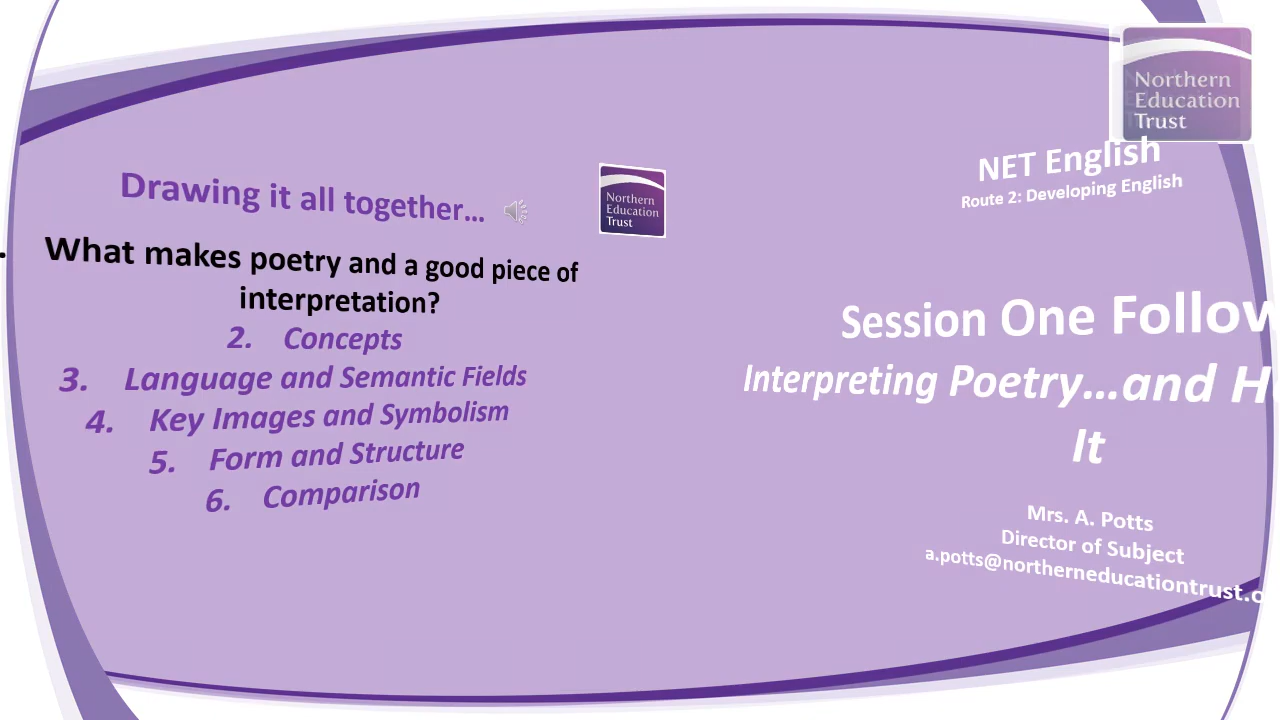 Drawing it all together...
What makes poetry and a good piece of
interpretation?
2. Concepts
3. Language and Semantic Fields
4. Key Images and Symbolism
5. Form and Structure
6. Comparison
Northern
Education
Trust
Northern
Education
Trust
NET English
Route 2: Developing English
Session One
Interpreting Poetry...and
It
Mrs. A. Potts
Director of Subject
a.potts@northerneducationtrust.o